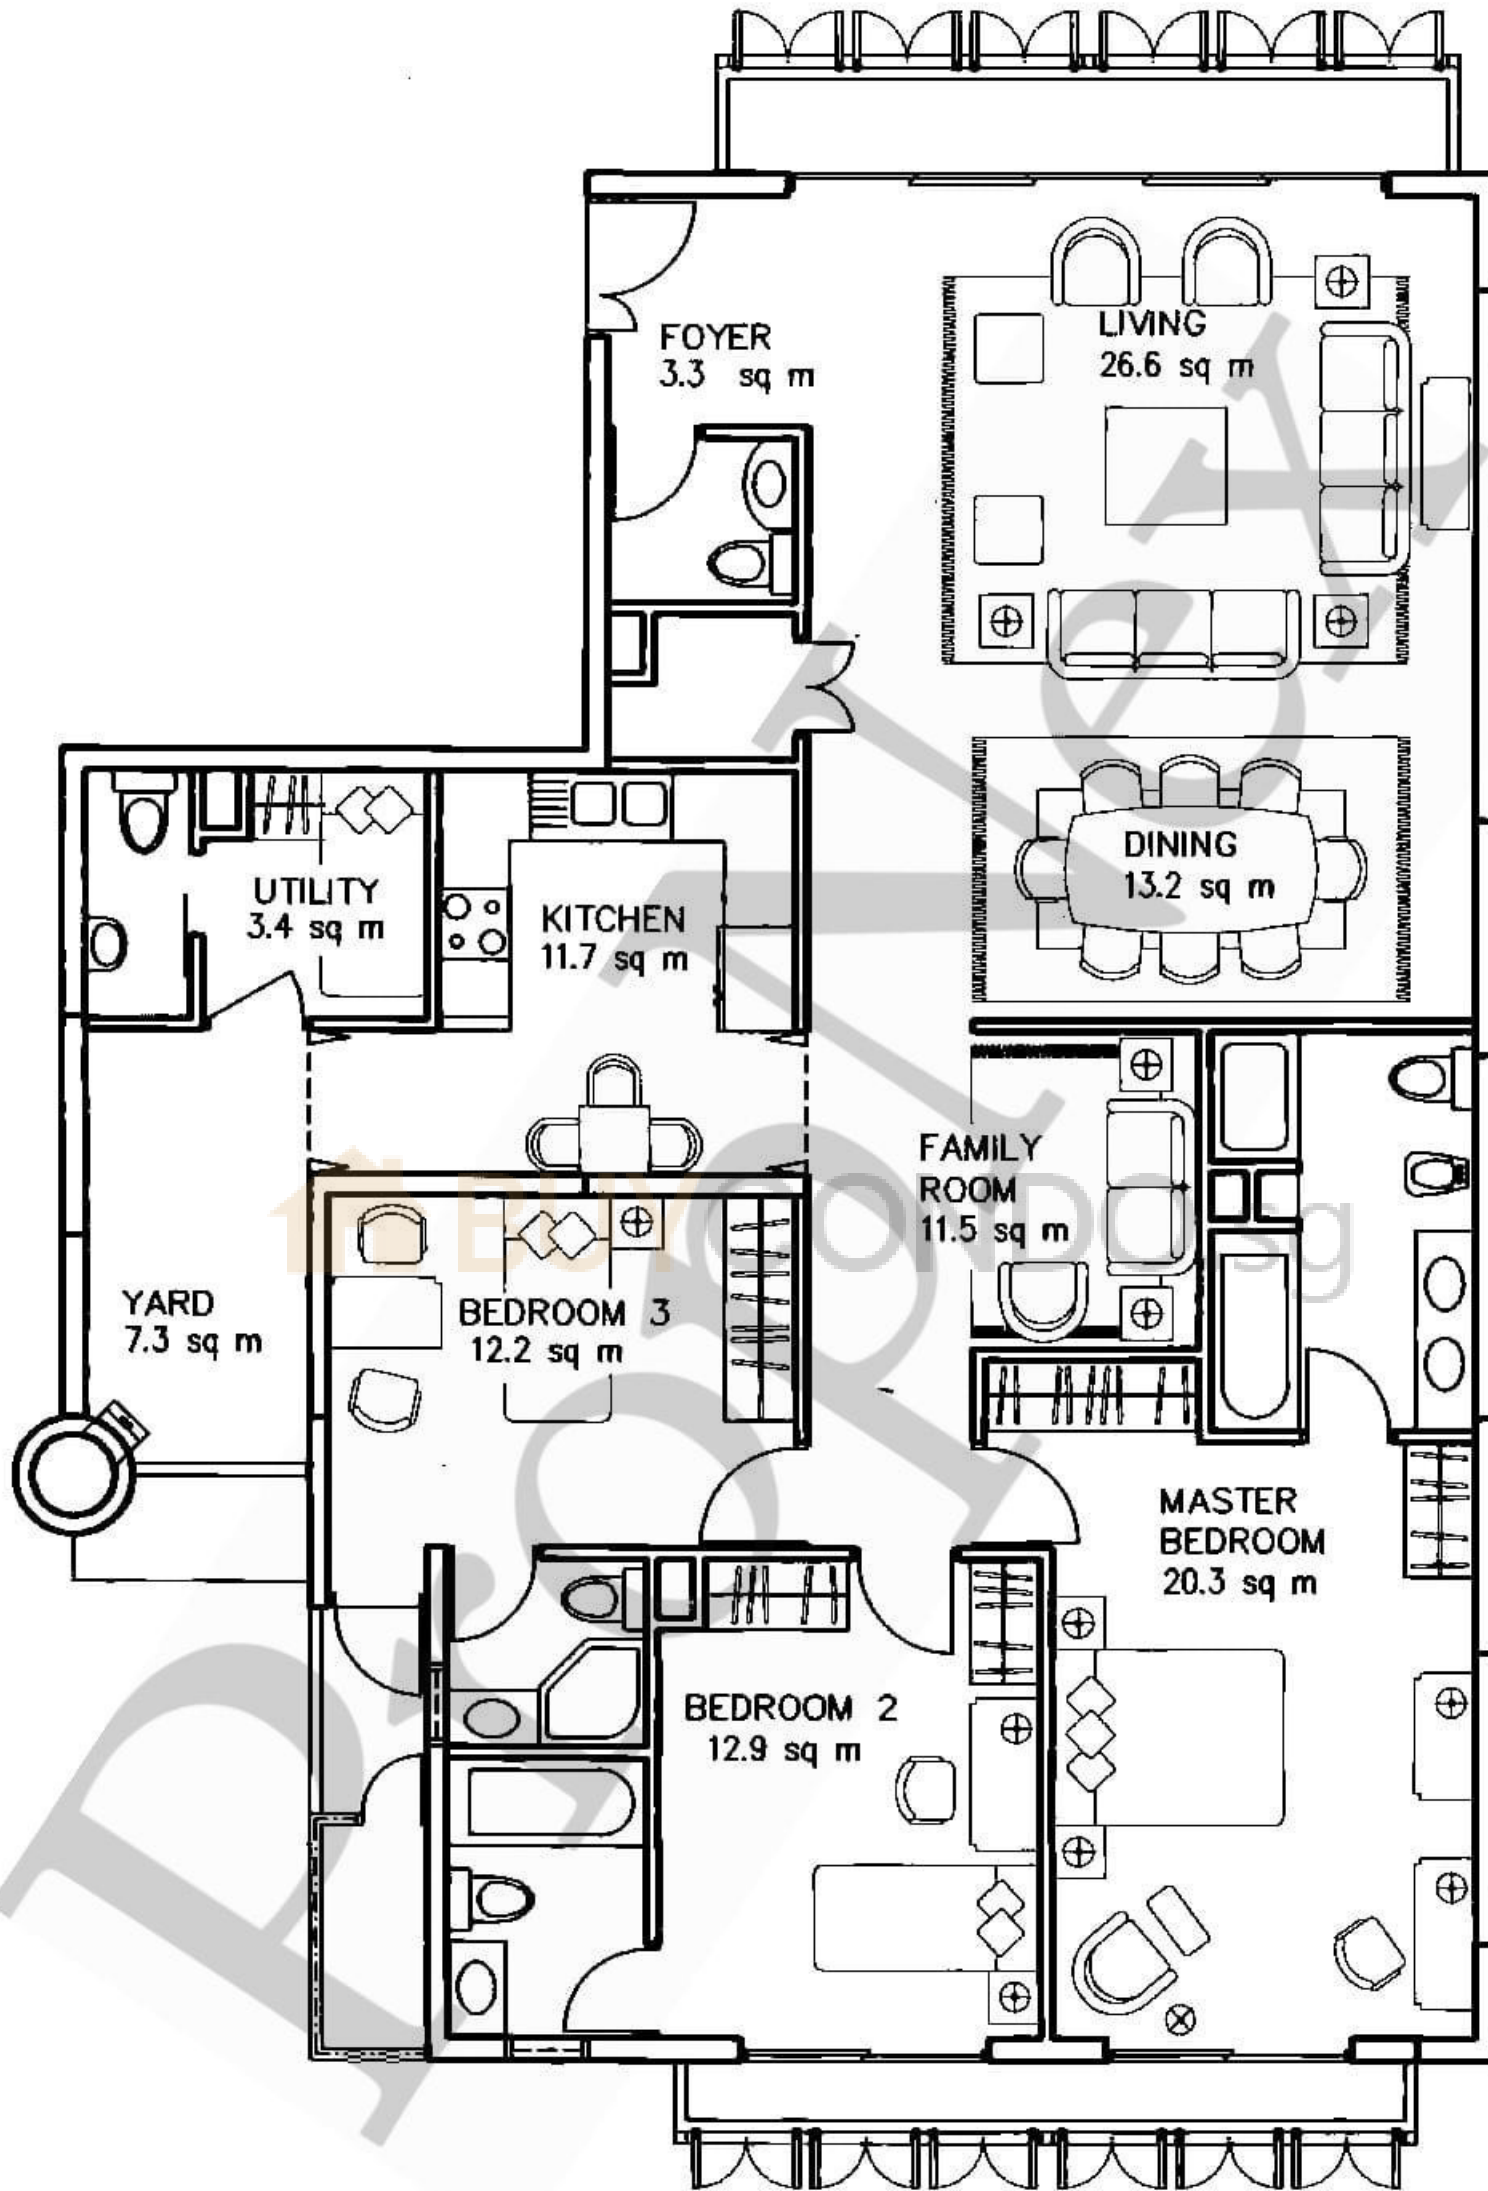 FOYER
3.3 sq m
LIVING
26.6 sq m
DINING
13.2 sq m
UTILITY
3.4 sq m
KITCHEN
11.7 sq m
FAMILY
ROOM
11.5 sq m
BUYCONDO.sg
YARD
7.3 sq m
BEDROOM 3
12.2 sq m
MASTER
BEDROOM
20.3 sq m
BEDROOM 2
12.9 sq m
PropNex